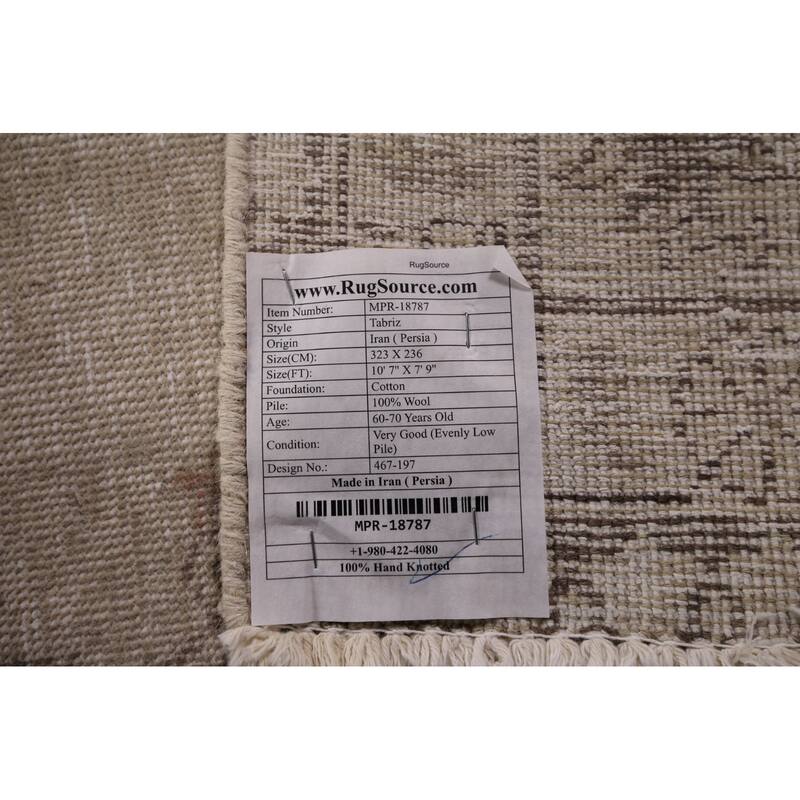 RugSource
www.RugSource.com
Item Number: MPR-18787
Style Tabriz
Origin Iran ( Persia )
Size(CM): 323 X 236
Size(FT): 10' 7" X 7' 9"
Foundation: Cotton
Pile: 100% Wool
Age: 60-70 Years Old
Condition: Very Good (Evenly Low
Pile)
Design No.: 467-197
Made in Iran ( Persia )
MPR-18787
+1-980-422-4080
100% Hand Knotted